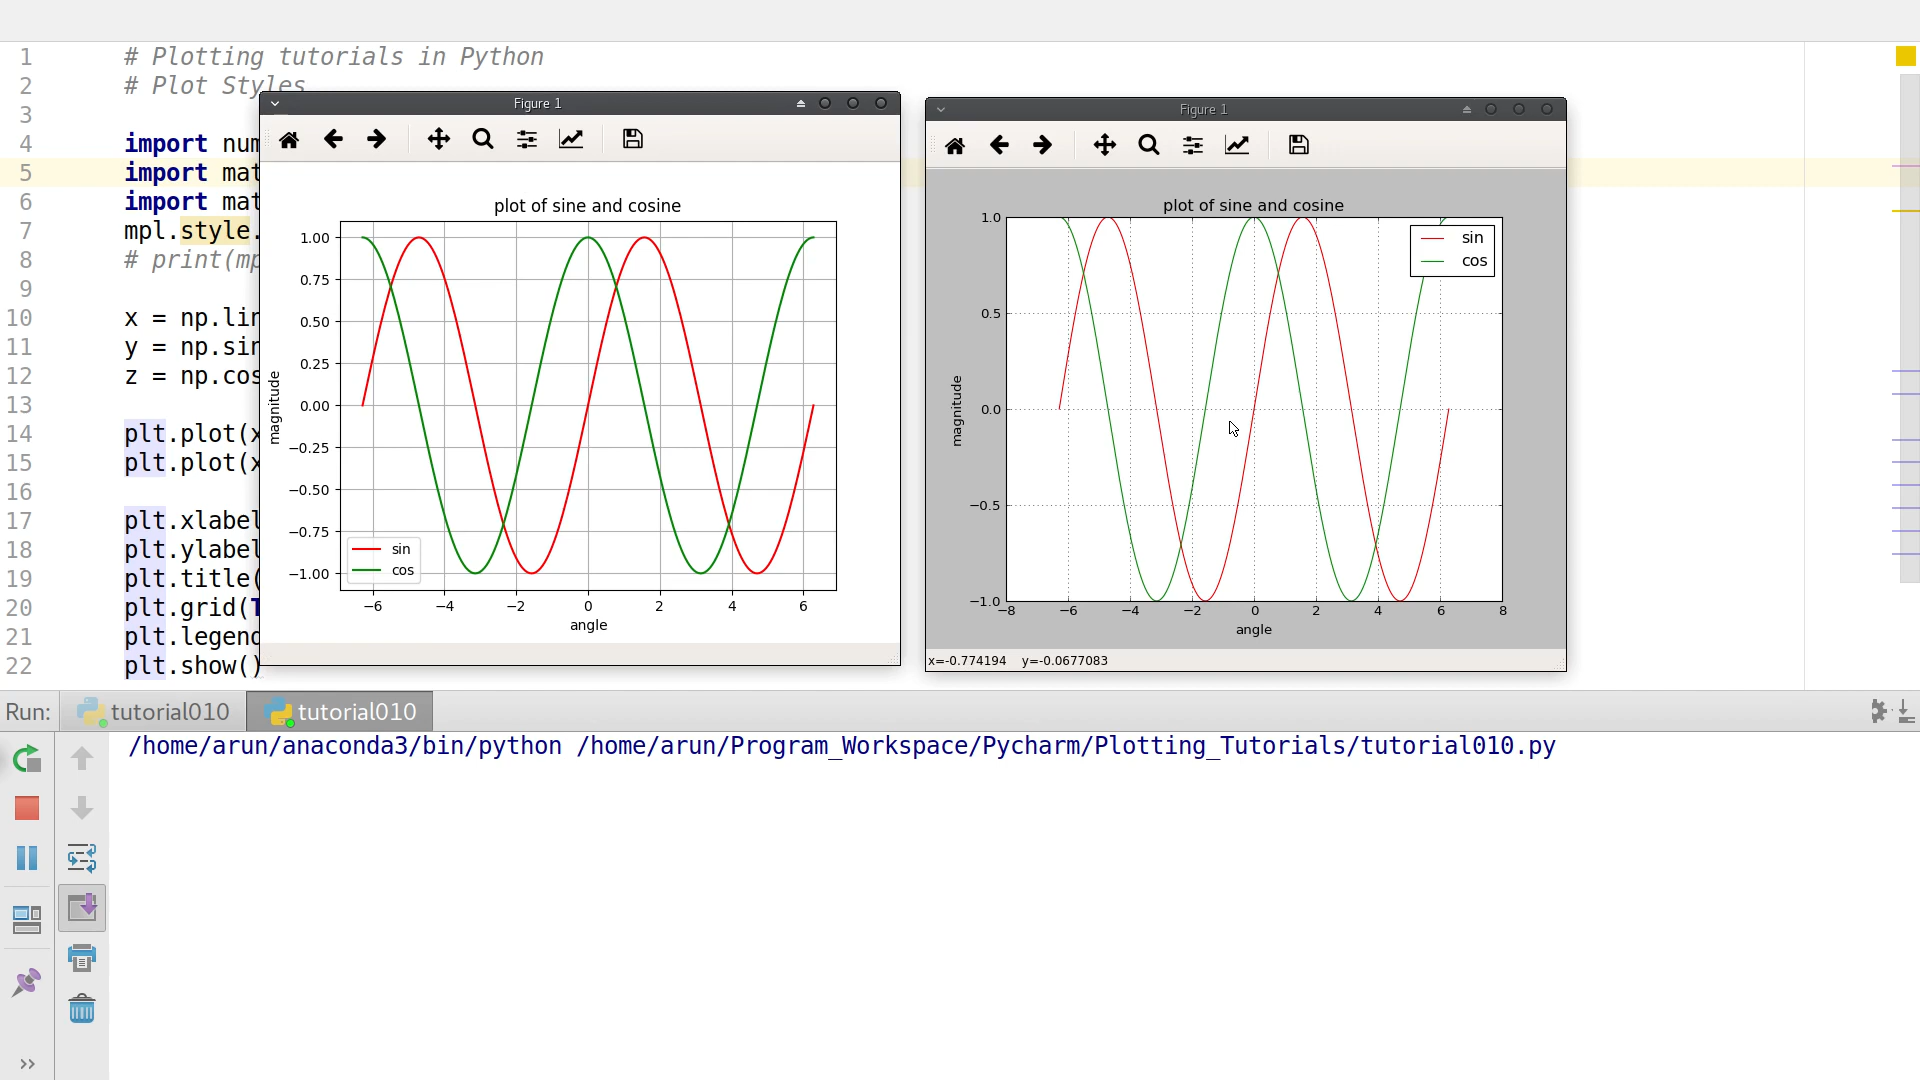 1 # Plotting tutorials in Python
2 # Plot Styles
3
4 import num
5 import mat
6 import mat
7 mpl.style.
8 # print(mp
9
10 x = np.lin
11 y = np.sin
12 z = np.cos
13
14 plt.plot(x
15 plt.plot(x
16
17 plt.xlabel
18 plt.ylabel
19 plt.title(
20 plt.grid(T
21 plt.legend
22 plt.show()
Figure 1
plot of sine and cosine
1.00
0.75
0.50
0.25
0.00
−0.25
−0.50
−0.75
−1.00
magnitude
sin
cos
−6 −4 −2 0 2 4 6
angle
Figure 1
plot of sine and cosine
1.0
0.5
0.0
−0.5
−1.0
magnitude
sin
cos
−8 −6 −4 −2 0 2 4 6 8
angle
x=-0.774194 y=-0.0677083
Run: tutorial010 tutorial010
/home/arun/anaconda3/bin/python /home/arun/Program_Workspace/Pycharm/Plotting_Tutorials/tutorial010.py